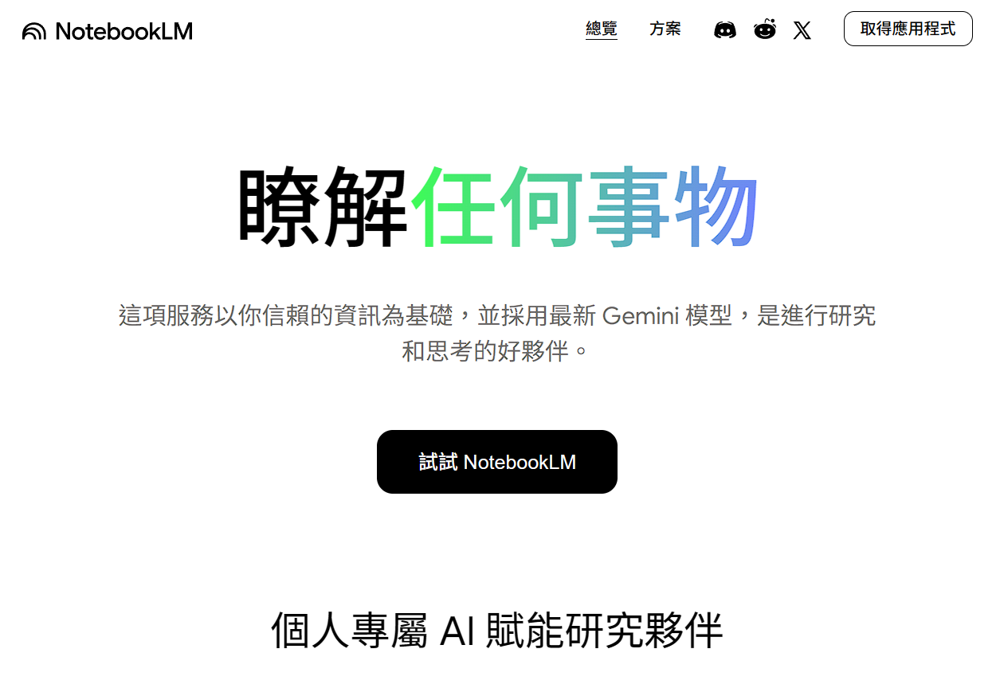 NotebookLM
總覽
方案
取得應用程式
瞭解任何事物
這項服務以你信賴的資訊為基礎，並採用最新 Gemini 模型，是進行研究
和思考的好夥伴。
試試 NotebookLM
個人專屬 AI 賦能研究夥伴